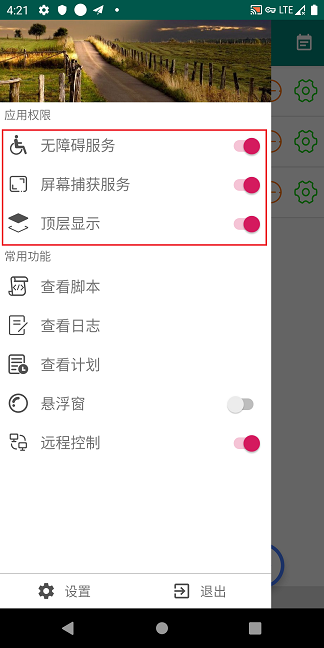 4:21
LTE
应用权限
无障碍服务
屏幕捕获服务
顶层显示
常用功能
查看脚本
查看日志
查看计划
悬浮窗
远程控制
设置
退出